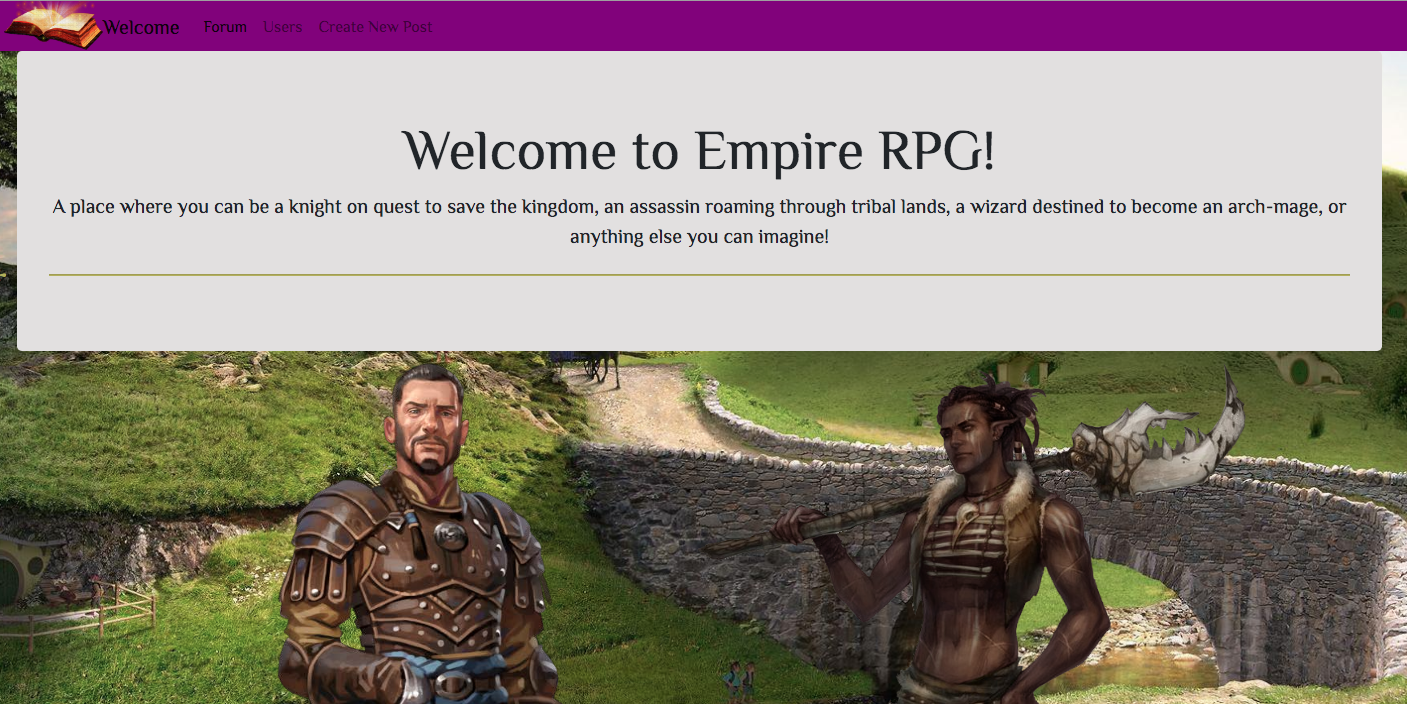 Welcome Forum Users Create New Post
Welcome to Empire RPG!
A place where you can be a knight on quest to save the kingdom, an assassin roaming through tribal lands, a wizard destined to become an arch-mage, or
anything else you can imagine!